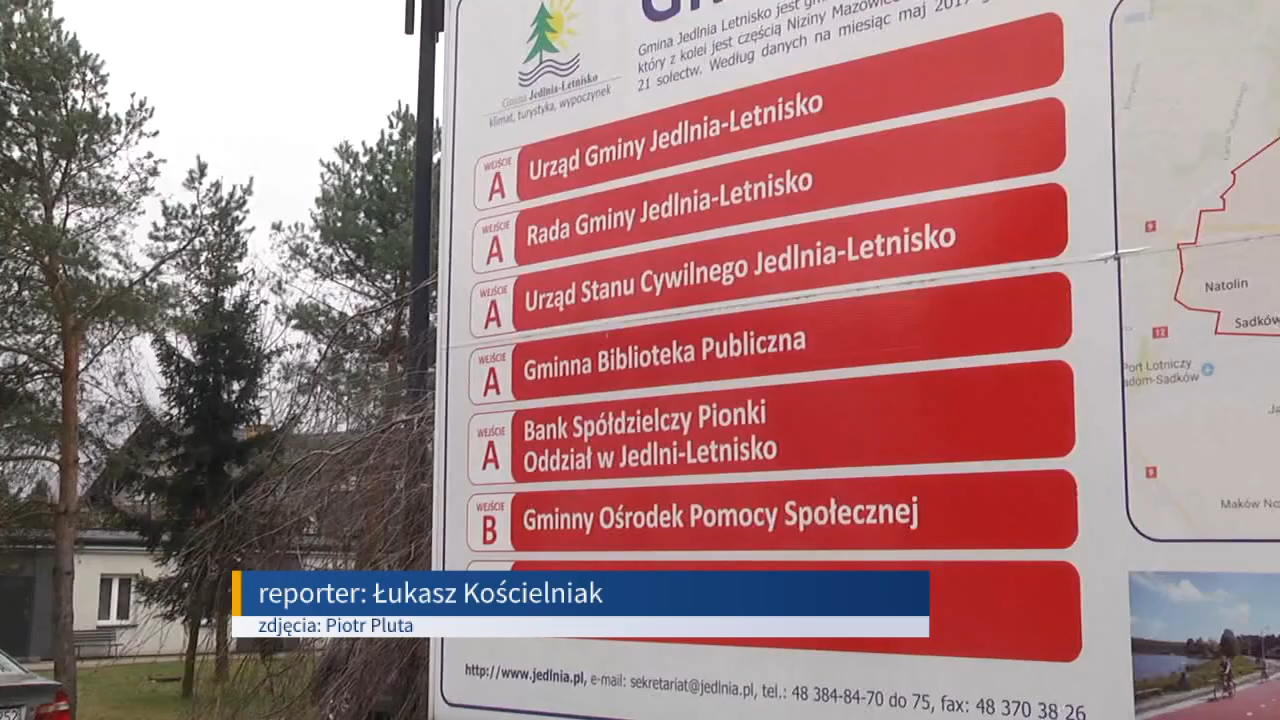 Gmina Jedlnia Letnisko jest
który z kolei jest częścią Niziny
21 sołectw. Według danych na miesiąc maj 2017
Gmina Jedlnia-Letnisko
klimat, turystyka, wypoczynek
WEJŚCIE
A
Urząd Gminy Jedlnia-Letnisko
WEJŚCIE
A
Rada Gminy Jedlnia-Letnisko
WEJŚCIE
A
Urząd Stanu Cywilnego Jedlnia-Letnisko
WEJŚCIE
A
Gminna Biblioteka Publiczna
WEJŚCIE
A
Bank Spółdzielczy Pionki
Oddział w Jedlni-Letnisko
WEJŚCIE
B
Gminny Ośrodek Pomocy Społecznej
http://www.jedlnia.pl, e-mail: sekretariat@jedlnia.pl, tel.: 48 384-84-70 do 75, fax: 48 370 38 26
9
Natolin
Sadków
12
Port Lotniczy
9
Maków
reporter: Łukasz Kościelniak
zdjęcia: Piotr Pluta